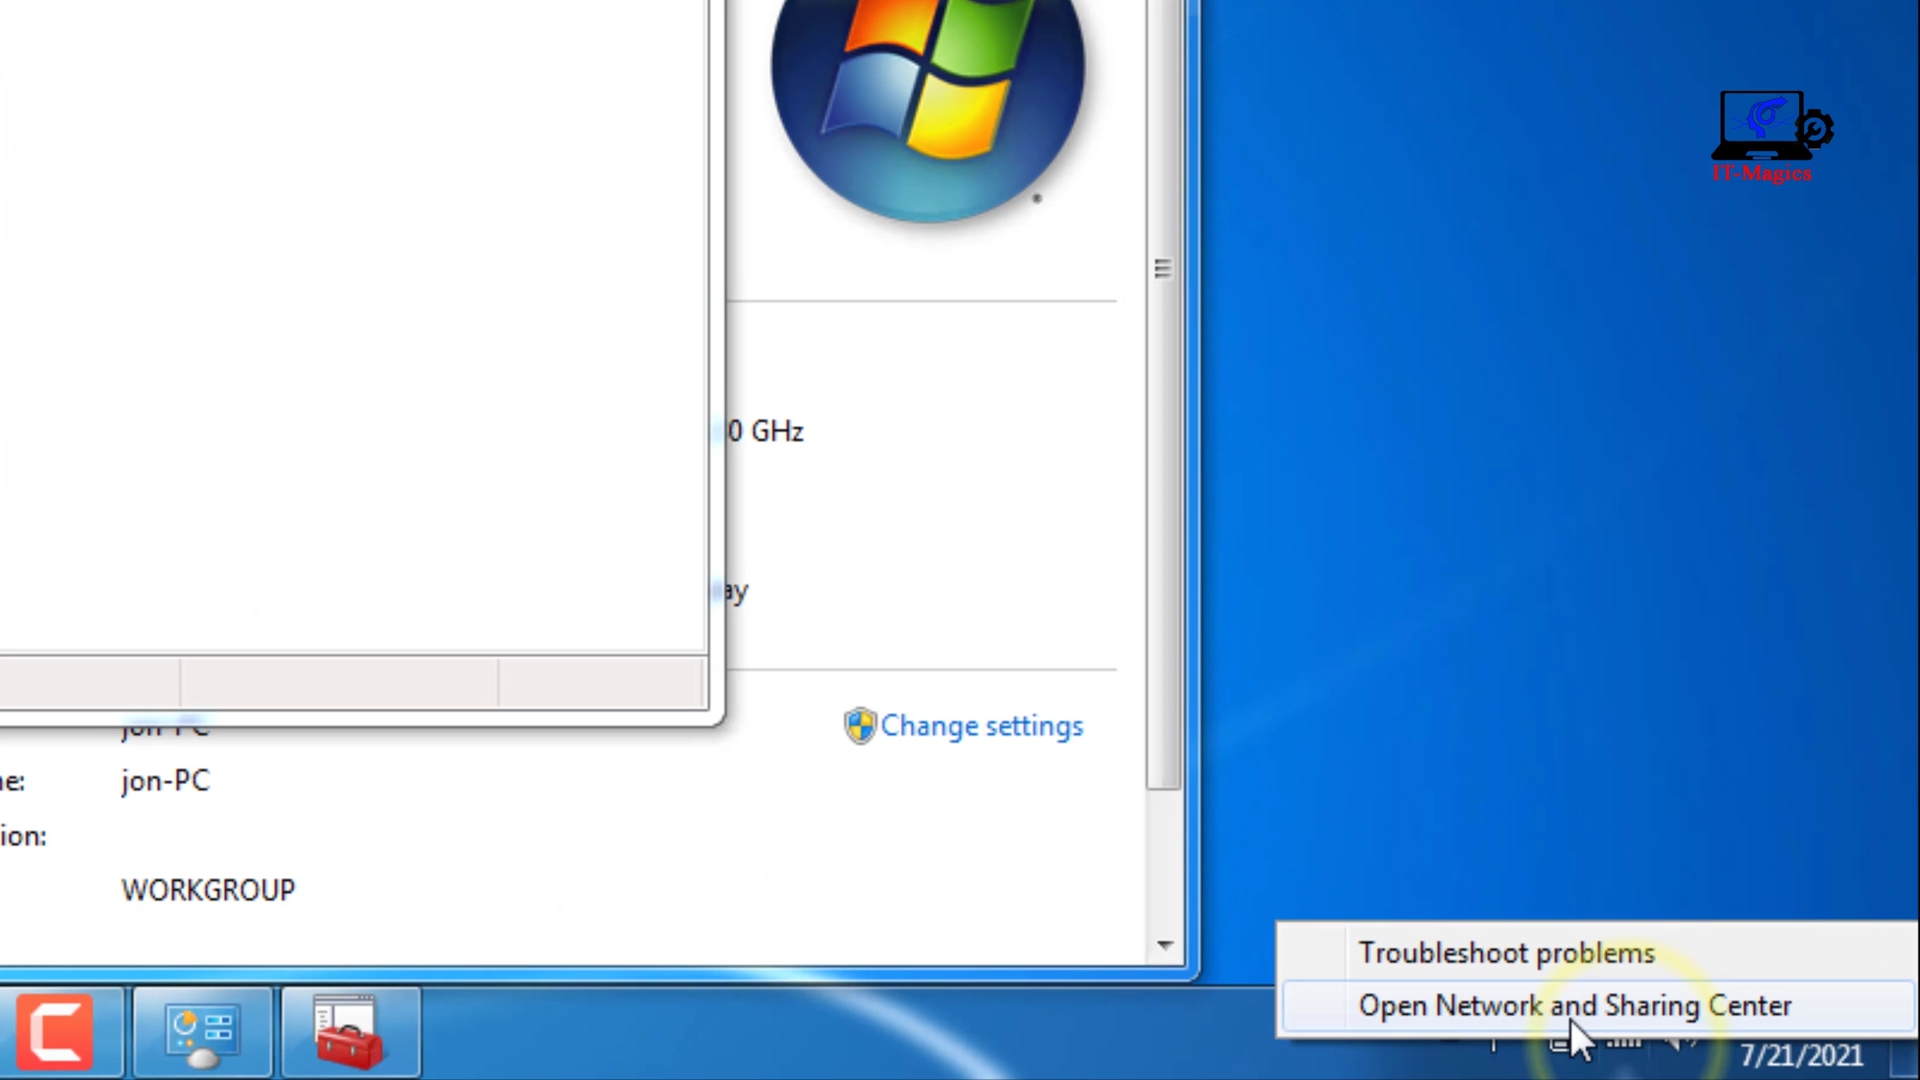 IT-Magics
0 GHz
ay
Change settings
jon-PC
ne: jon-PC
ion:
WORKGROUP
Troubleshoot problems
Open Network and Sharing Center
7/21/2021